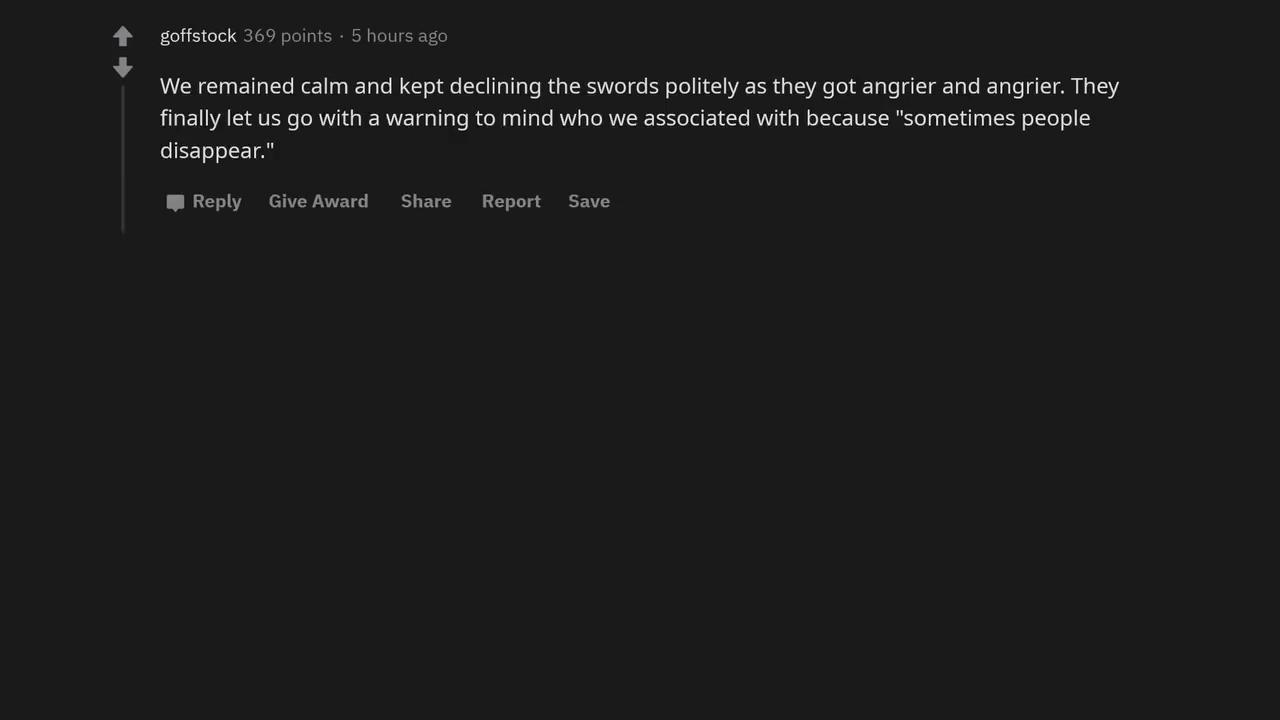 goffstock 369 points · 5 hours ago
We remained calm and kept declining the swords politely as they got angrier and angrier. They
finally let us go with a warning to mind who we associated with because "sometimes people
disappear."
Reply Give Award Share Report Save